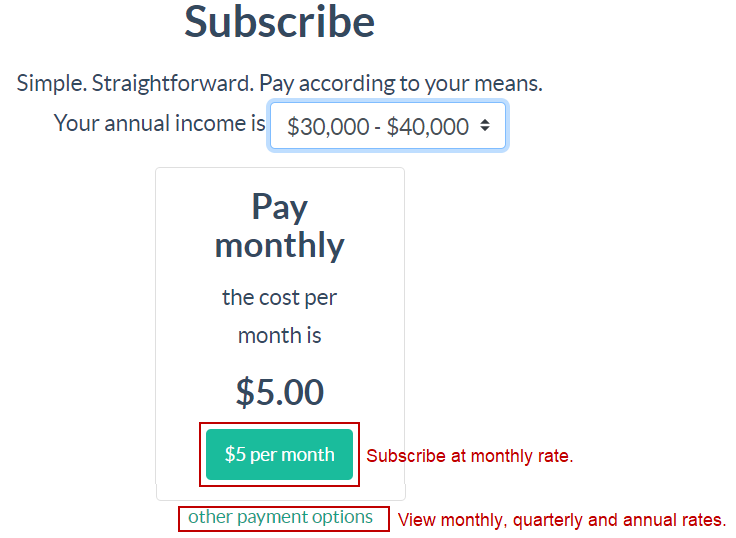 Subscribe
Simple. Straightforward. Pay according to your means.
Your annual income is $30,000 - $40,000
Pay
monthly
the cost per
month is
$5.00
$5 per month Subscribe at monthly rate.
other payment options View monthly, quarterly and annual rates.